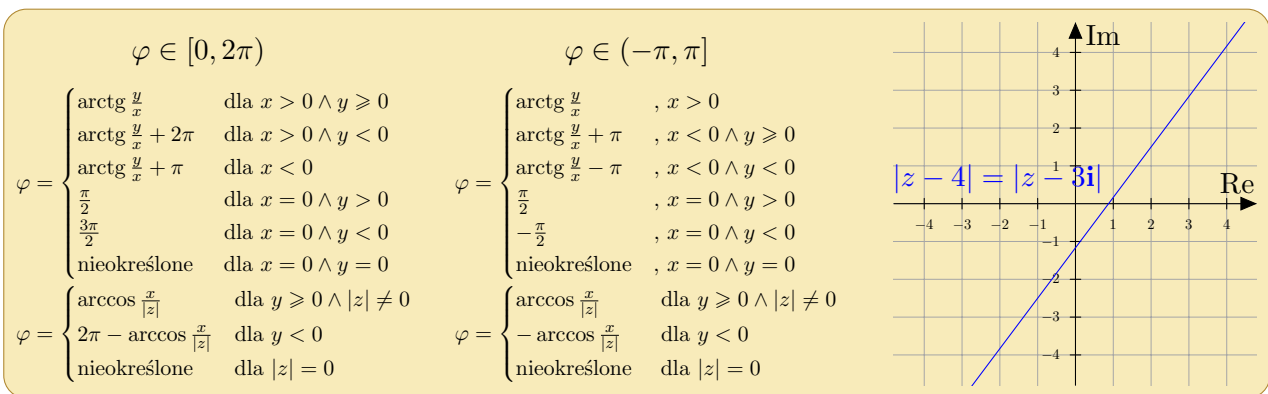 φ ∈ [0, 2π)
φ = { arctg y/x dla x > 0 ∧ y ⩾ 0
arctg y/x + 2π dla x > 0 ∧ y < 0
arctg y/x + π dla x < 0
π/2 dla x = 0 ∧ y > 0
3π/2 dla x = 0 ∧ y < 0
nieokreślone dla x = 0 ∧ y = 0
φ = { arccos x/|z| dla y ⩾ 0 ∧ |z| ≠ 0
2π − arccos x/|z| dla y < 0
nieokreślone dla |z| = 0
φ ∈ (−π, π]
φ = { arctg y/x , x > 0
arctg y/x + π , x < 0 ∧ y ⩾ 0
arctg y/x − π , x < 0 ∧ y < 0
π/2 , x = 0 ∧ y > 0
−π/2 , x = 0 ∧ y < 0
nieokreślone , x = 0 ∧ y = 0
φ = { arccos x/|z| dla y ⩾ 0 ∧ |z| ≠ 0
− arccos x/|z| dla y < 0
nieokreślone dla |z| = 0
Im
4
3
2
1
|z − 4| = |z − 3i|
Re
−4 −3 −2 −1 1 2 3 4
−1
−2
−3
−4